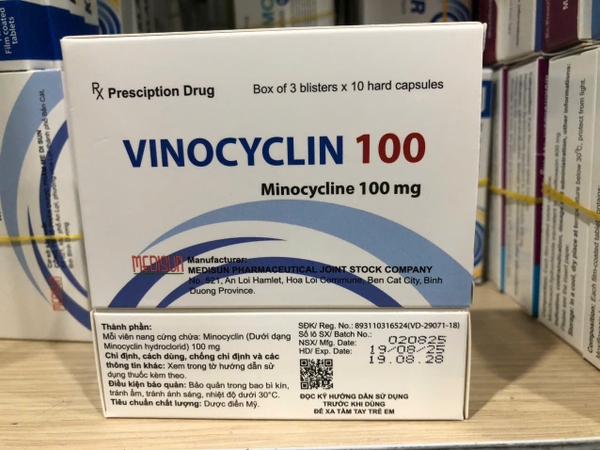 Rx Presciption Drug
Box of 3 blisters x 10 hard capsules
VINOCYCLIN 100
Minocycline 100 mg
MEDISUN
Manufacturer:
MEDISUN PHARMACEUTICAL JOINT STOCK COMPANY
No. 521, An Loi Hamlet, Hoa Loi Gemmune, Ben Cat City, Binh
Duong Province.
Thành phần:
Mỗi viên nang cứng chứa: Minocyclin (Dưới dạng
Minocyclin hydroclorid) 100 mg
Chỉ định, cách dùng, chống chỉ định và các
thông tin khác: Xem trong tờ hướng dẫn sử
dụng thuốc kèm theo.
Điều kiện bảo quản: Bảo quản trong bao bì kín,
tránh ẩm, tránh ánh sáng, nhiệt độ dưới 30°C.
Tiêu chuẩn chất lượng: Dược điển Mỹ.
SĐK/ Reg. No.: 893110316524(VD-29071-18)
Số lô SX/ Batch No.: 020825
NSX/ Mfg. Date: 19/08/25
HD/ Exp. Date: 19.08.28
ĐỌC KỸ HƯỚNG DẪN SỬ DỤNG
TRƯỚC KHI DÙNG
ĐỂ XA TẦM TAY TRẺ EM
Film coated
tablets